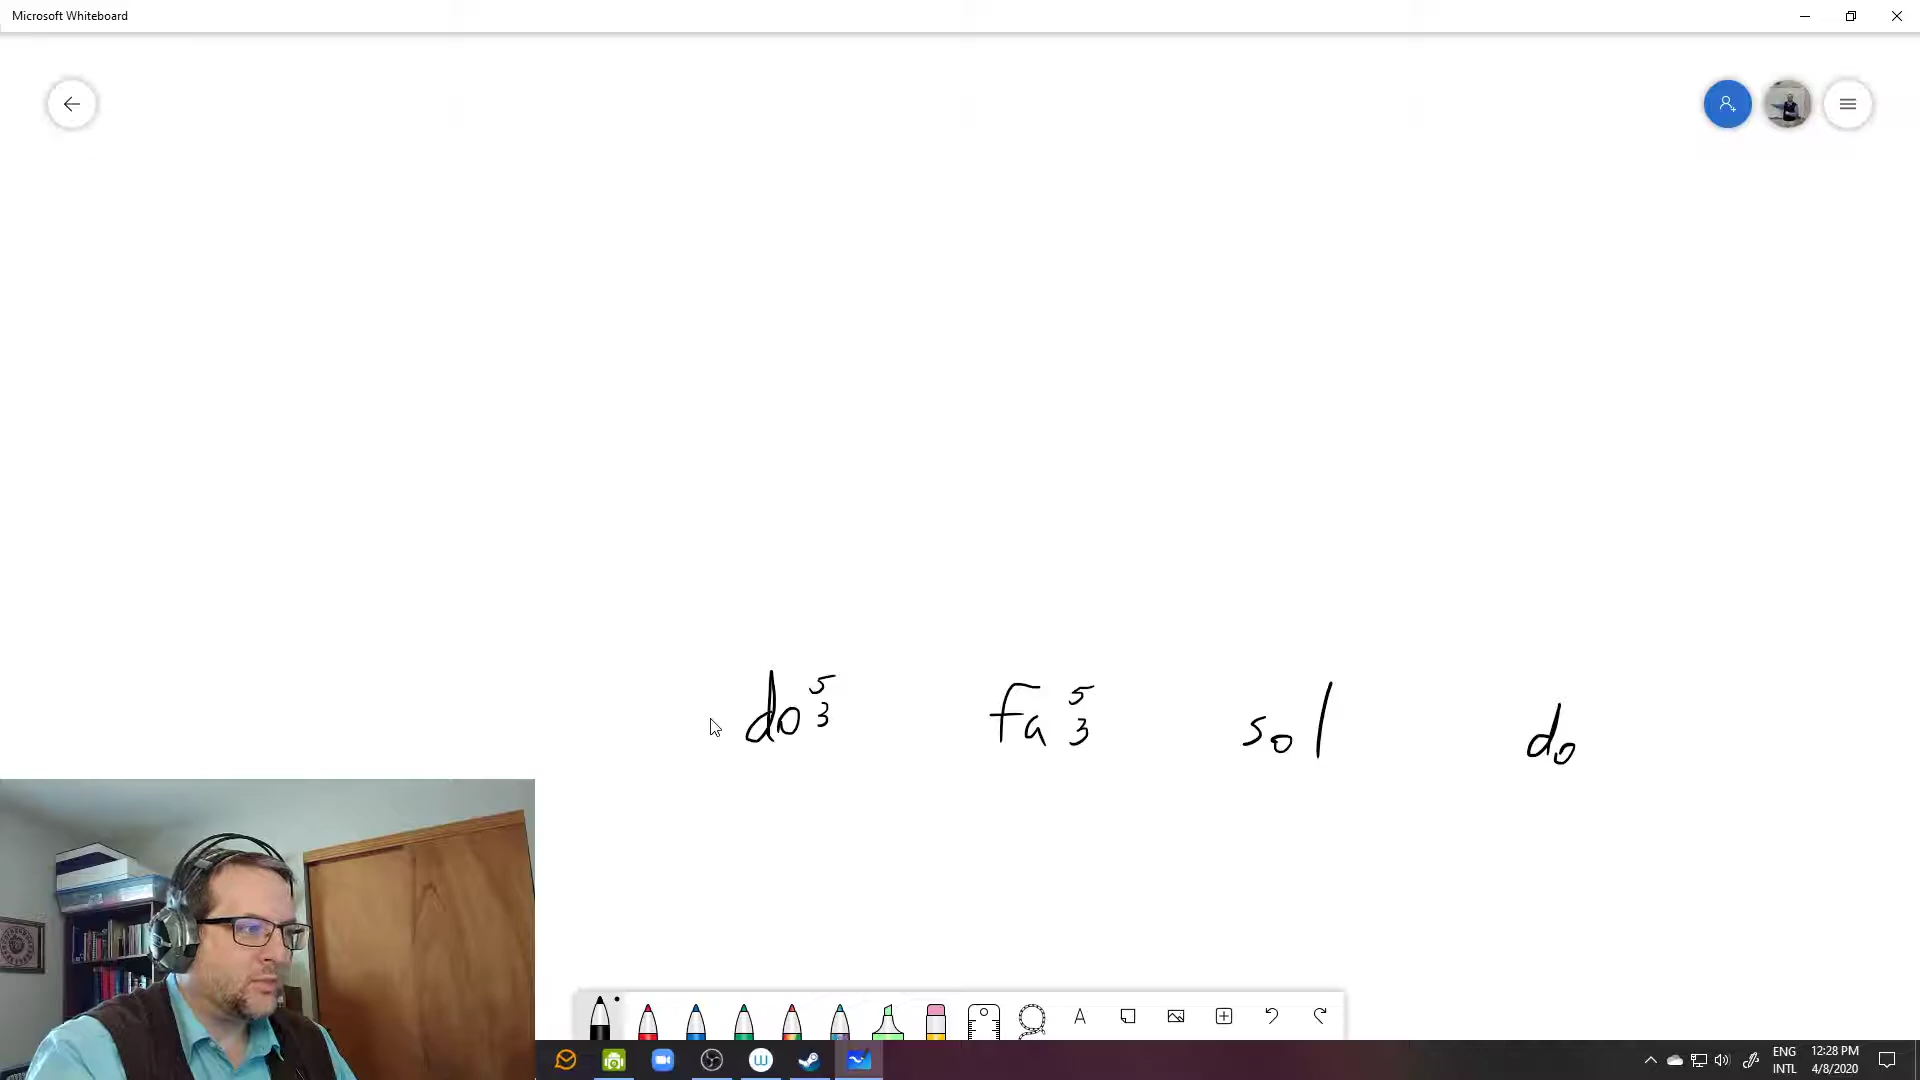 Microsoft Whiteboard
do 5 3 fa 5 3 sol do
ENG
INTL
12:28 PM
4/8/2020